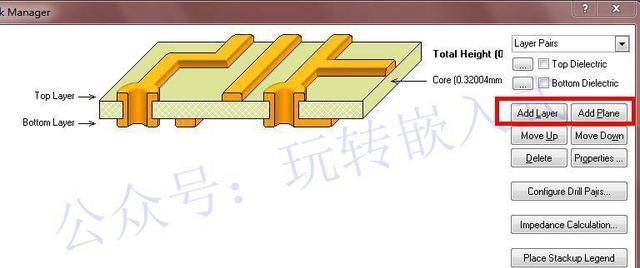 k Manager
Total Height (0
Core (0.32004mm
Top Layer
Bottom Layer
Layer Pairs
... Top Dielectric
... Bottom Dielectric
Add Layer Add Plane
Move Up Move Down
Delete Properties ...
Configure Drill Pairs...
Impedance Calculation...
Place Stackup Legend
公众号：玩转嵌入式